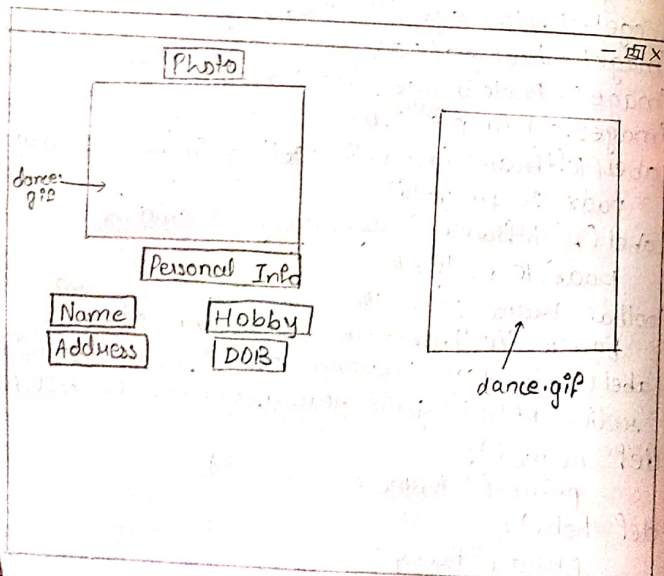 Photo
dance.
gif
Personal Info
Name
Hobby
Address
DOB
dance.gif